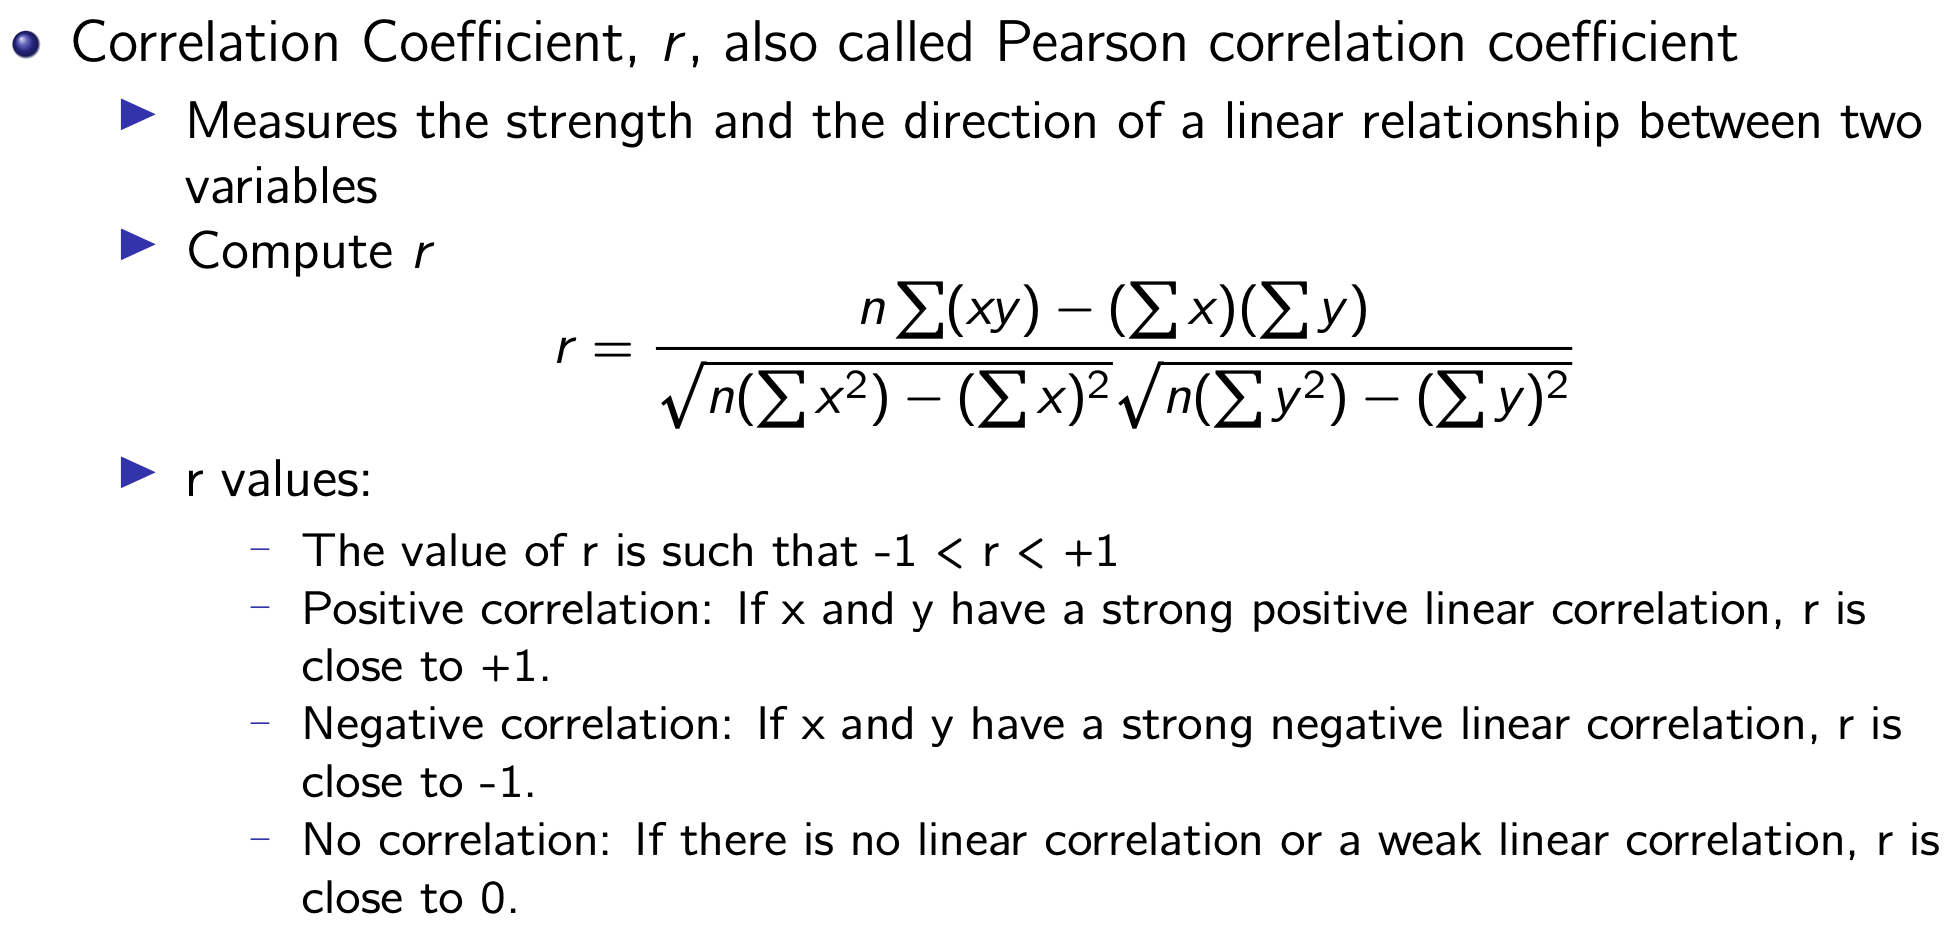 Correlation Coefficient, r, also called Pearson correlation coefficient
Measures the strength and the direction of a linear relationship between two
variables
Compute r
r = \frac{n\sum(xy) − (\sum x)(\sum y)}{\sqrt{n(\sum x^2) − (\sum x)^2}\sqrt{n(\sum y^2) − (\sum y)^2}}
r values:
– The value of r is such that -1 < r < +1
– Positive correlation: If x and y have a strong positive linear correlation, r is
close to +1.
– Negative correlation: If x and y have a strong negative linear correlation, r is
close to -1.
– No correlation: If there is no linear correlation or a weak linear correlation, r is
close to 0.